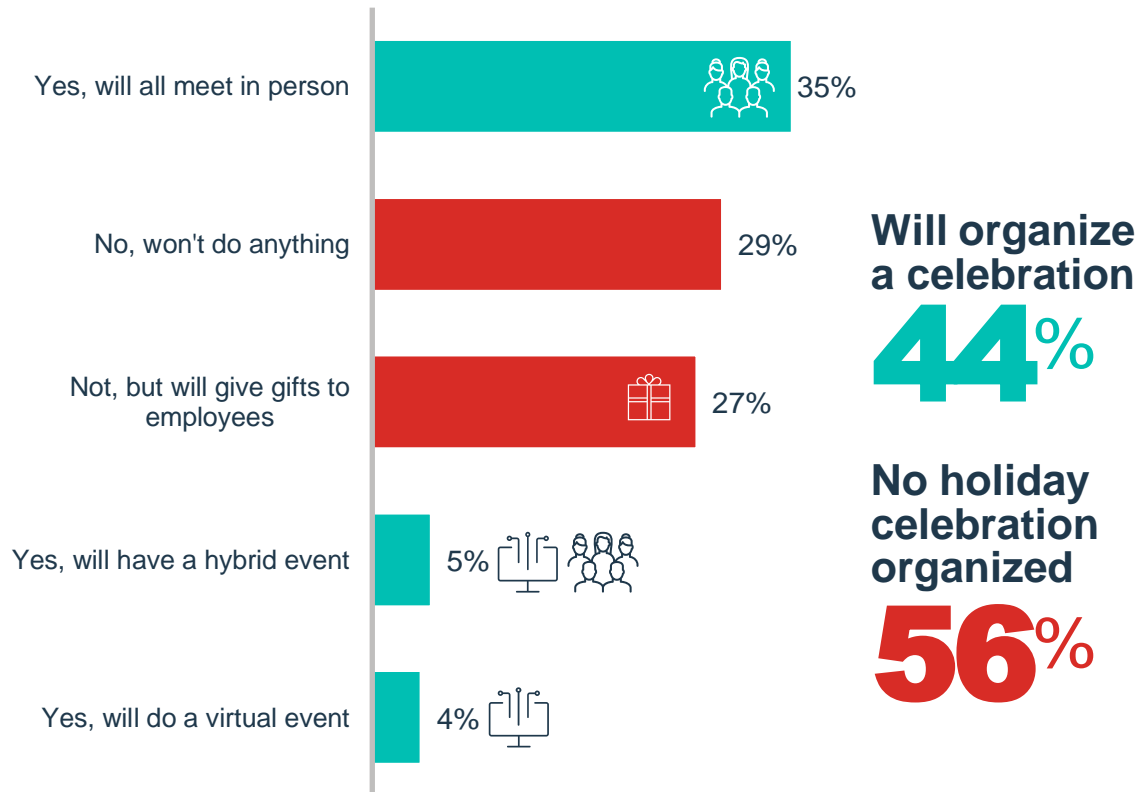 Yes, will all meet in person
35%
No, won't do anything
29%
Not, but will give gifts to
employees
27%
Yes, will have a hybrid event
5%
Yes, will do a virtual event
4%
Will organize
a celebration
44%
No holiday
celebration
organized
56%